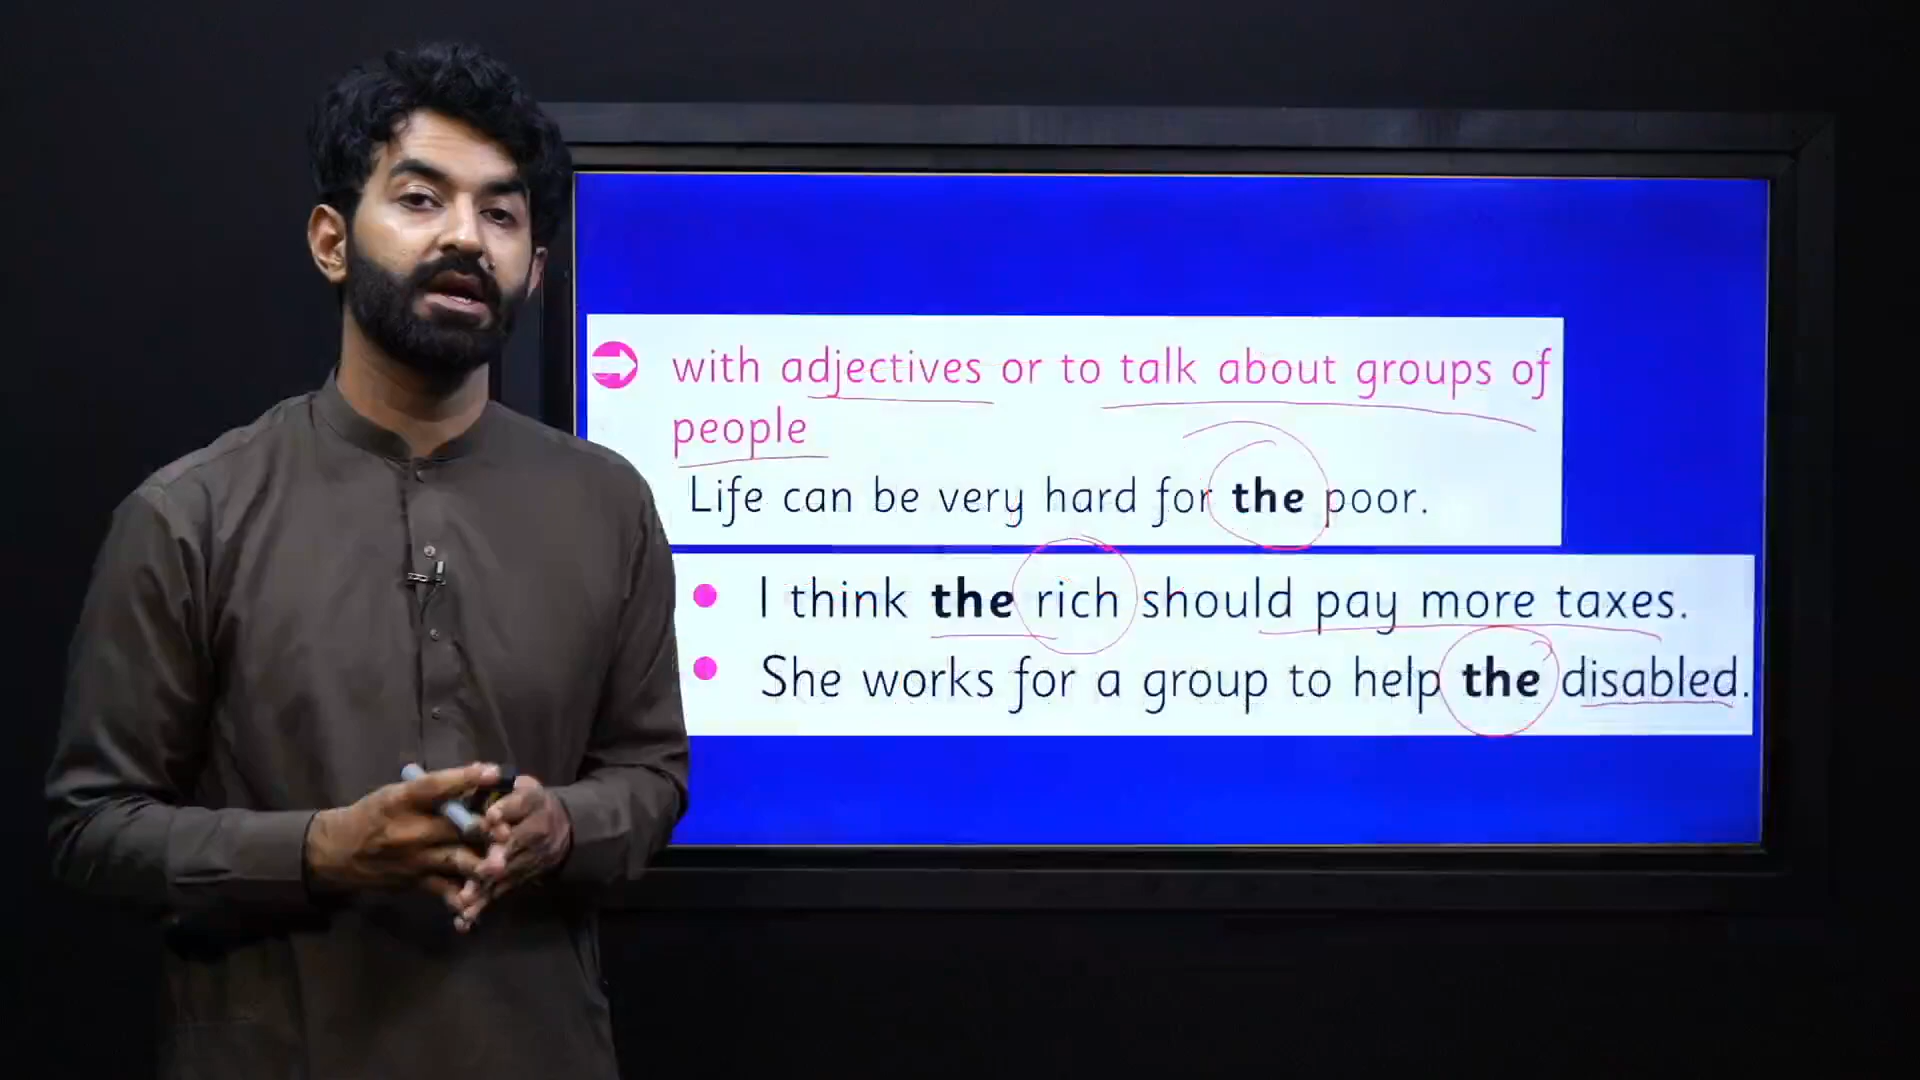 with adjectives or to talk about groups of
people
Life can be very hard for the poor.
I think the rich should pay more taxes.
She works for a group to help the disabled.